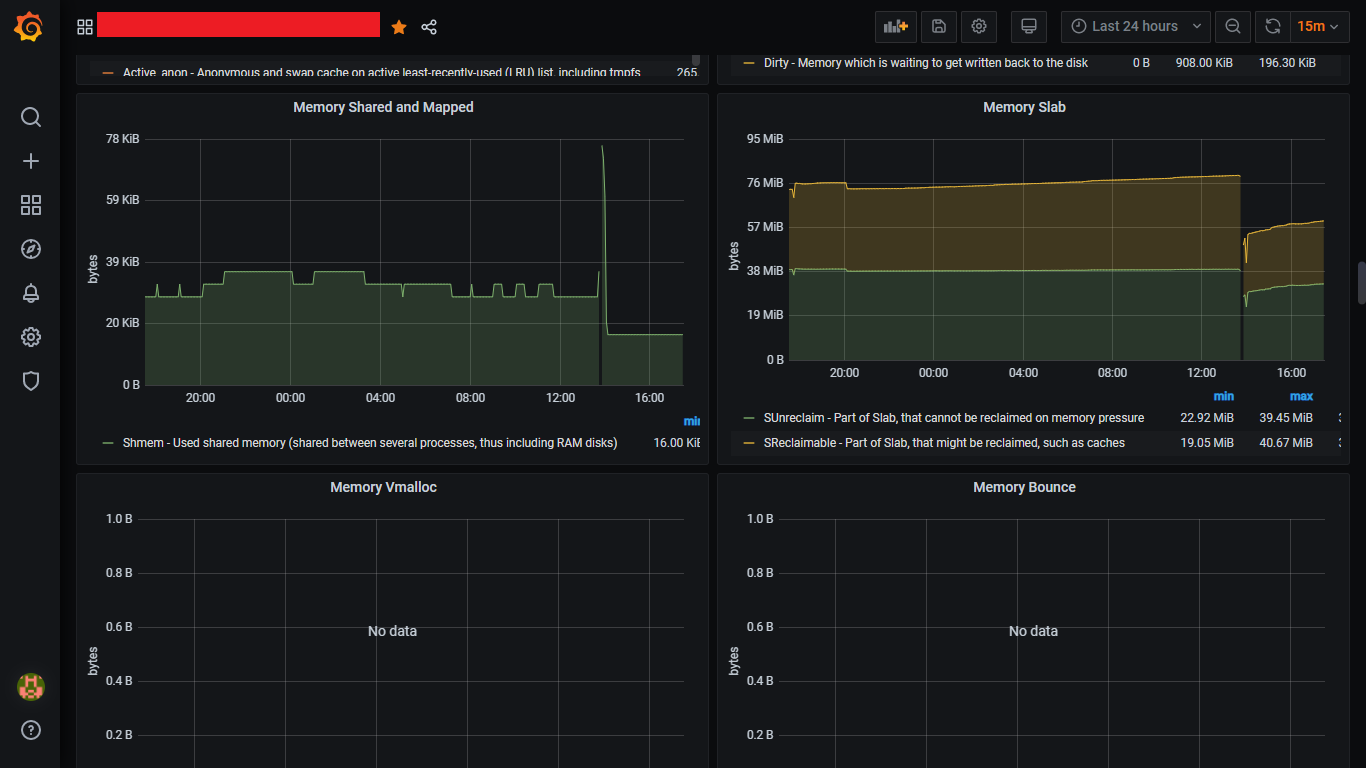 Last 24 hours
15m
Active_anon - Anonymous and swap cache on active least-recently-used (LRU) list, including tmpfs 265.
Dirty - Memory which is waiting to get written back to the disk 0 B 908.00 KiB 196.30 KiB
Memory Shared and Mapped
78 KiB
59 KiB
39 KiB
20 KiB
0 B
bytes
20:00 00:00 04:00 08:00 12:00 16:00
min
Shmem - Used shared memory (shared between several processes, thus including RAM disks) 16.00 KiB
Memory Slab
95 MiB
76 MiB
57 MiB
38 MiB
19 MiB
0 B
bytes
20:00 00:00 04:00 08:00 12:00 16:00
min max
SUnreclaim - Part of Slab, that cannot be reclaimed on memory pressure 22.92 MiB 39.45 MiB
SReclaimable - Part of Slab, that might be reclaimed, such as caches 19.05 MiB 40.67 MiB
Memory Vmalloc
1.0 B
0.8 B
0.6 B
0.4 B
0.2 B
bytes
No data
Memory Bounce
1.0 B
0.8 B
0.6 B
0.4 B
0.2 B
bytes
No data